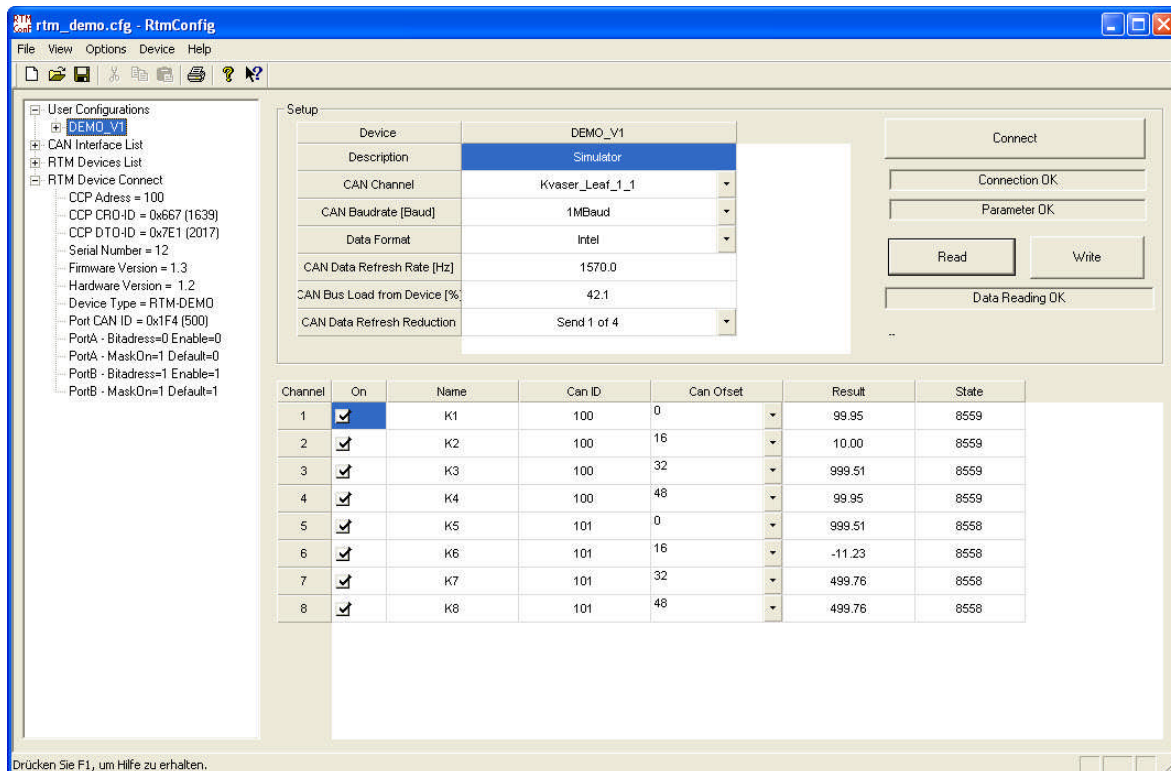 RTM
Conf
rtm_demo.cfg - RtmConfig
File View Options Device Help
User Configurations
DEMO_V1
CAN Interface List
RTM Devices List
RTM Device Connect
CCP Adress = 100
CCP CRO-ID = 0x667 (1639)
CCP DTO-ID = 0x7E1 (2017)
Serial Number = 12
Firmware Version = 1.3
Hardware Version = 1.2
Device Type = RTM-DEMO
Port CAN ID = 0x1F4 (500)
PortA - Bitadress=0 Enable=0
PortA - MaskOn=1 Default=0
PortB - Bitadress=1 Enable=1
PortB - MaskOn=1 Default=1
Setup
Device DEMO_V1
Description Simulator
CAN Channel Kvaser_Leaf_1_1
CAN Baudrate [Baud] 1MBaud
Data Format Intel
CAN Data Refresh Rate [Hz] 1570.0
CAN Bus Load from Device [%] 42.1
CAN Data Refresh Reduction Send 1 of 4
Connect
Connection OK
Parameter OK
Read Write
Data Reading OK
--
Channel On Name Can ID Can Ofset Result State
1 K1 100 0 99.95 8559
2 K2 100 16 10.00 8559
3 K3 100 32 999.51 8559
4 K4 100 48 99.95 8559
5 K5 101 0 999.51 8558
6 K6 101 16 -11.23 8558
7 K7 101 32 499.76 8558
8 K8 101 48 499.76 8558
Drücken Sie F1, um Hilfe zu erhalten.